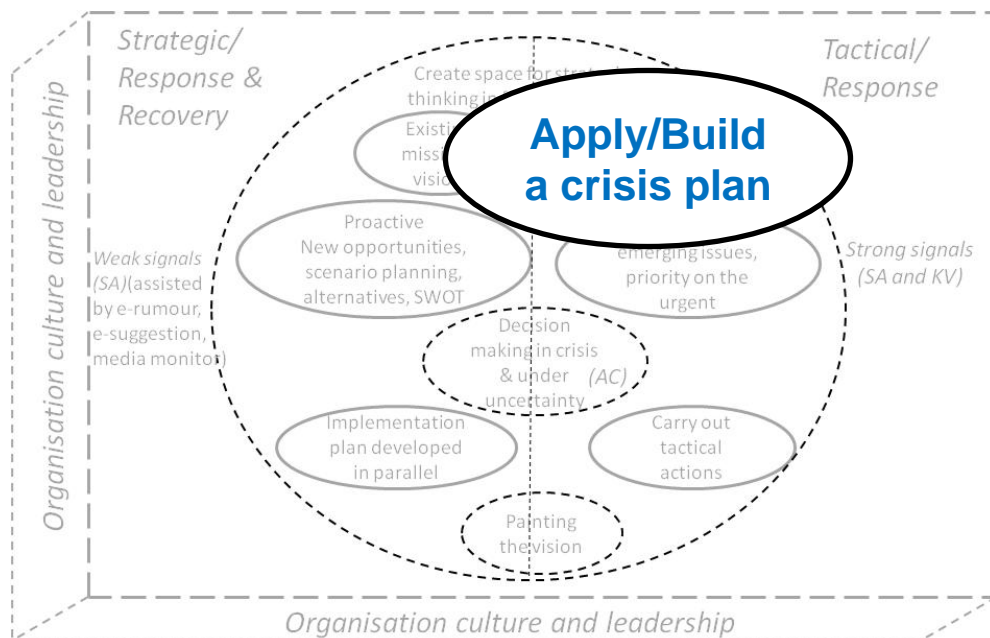 Strategic/
Response &
Recovery
Tactical/
Response
Create space for
thinking in
Apply/Build
a crisis plan
Proactive
New opportunities,
scenario planning,
alternatives, SWOT
emerging issues,
priority on the
urgent
Weak signals
(SA)(assisted
by e-rumour,
e-suggestion,
media monitor)
Strong signals
(SA and KV)
Decision
making in crisis
& under (AC)
uncertainty
Implementation
plan developed
in parallel
Carry out
tactical
actions
Painting
the vision
Organisation culture and leadership
Organisation culture and leadership